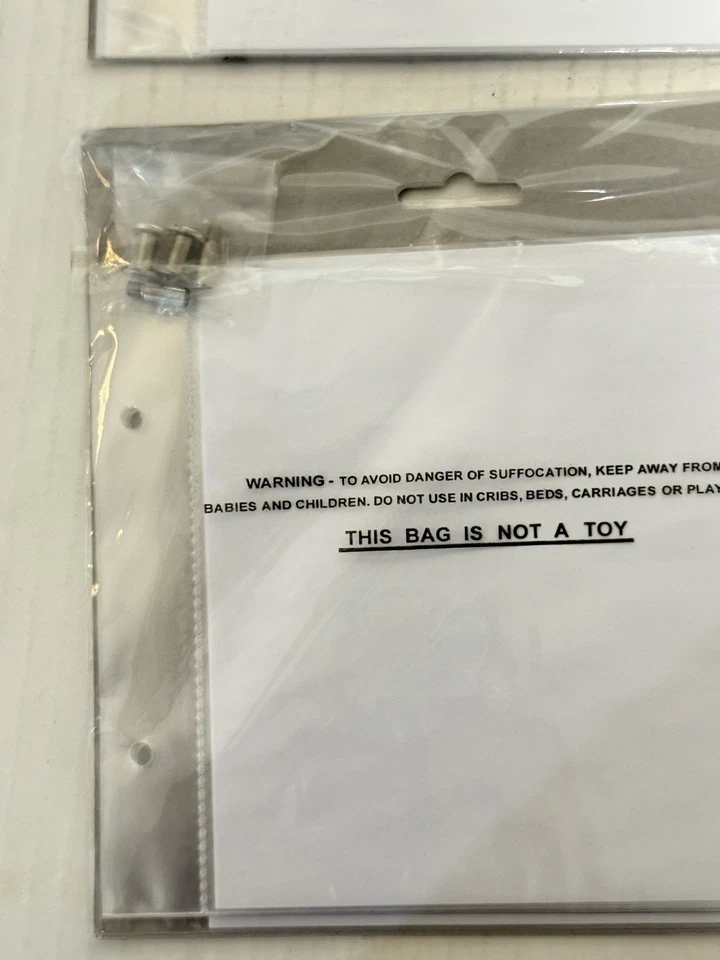 WARNING - TO AVOID DANGER OF SUFFOCATION, KEEP AWAY FROM
BABIES AND CHILDREN. DO NOT USE IN CRIBS, BEDS, CARRIAGES OR PLAY
THIS BAG IS NOT A TOY